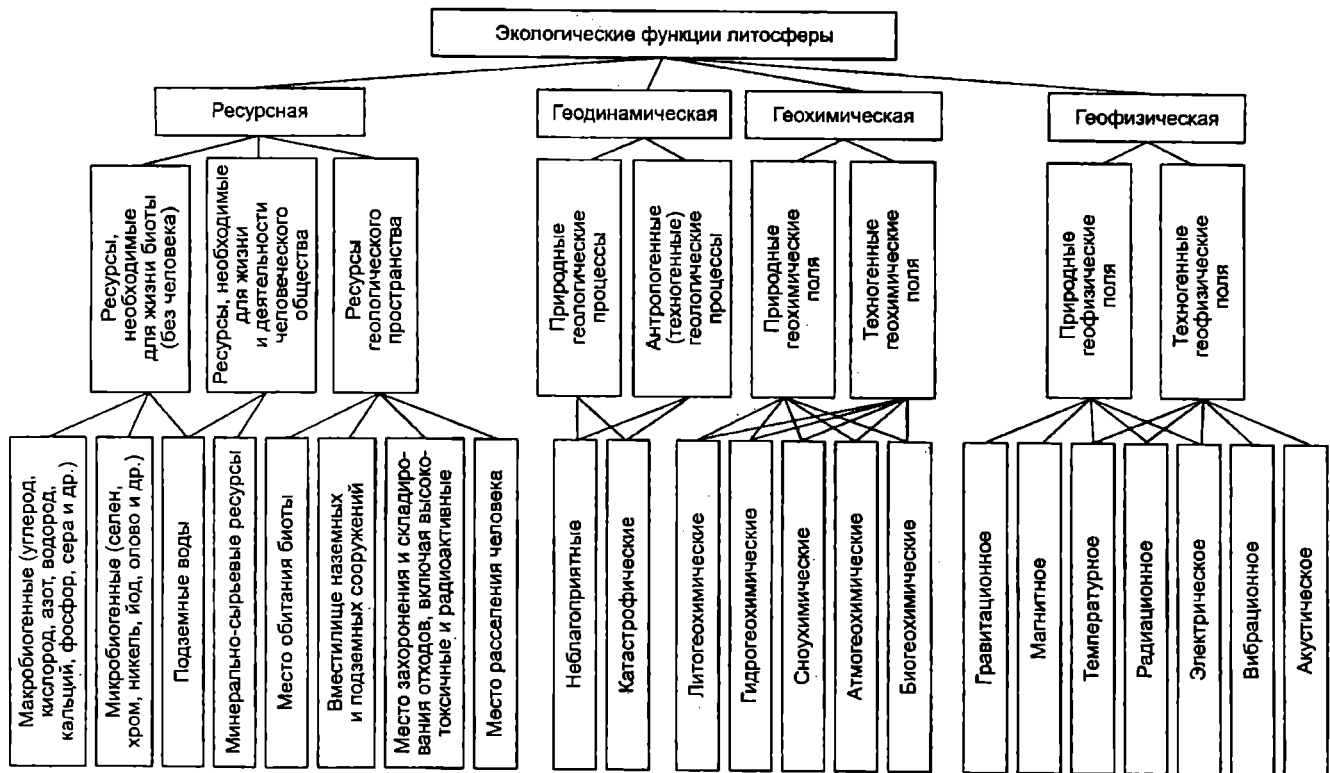 Экологические функции литосферы
Ресурсная
Геодинамическая
Геохимическая
Геофизическая
Ресурсы,
необходимые
для жизни биоты
(без человека)
Ресурсы, необходимые
для жизни
и деятельности
человеческого
общества
Ресурсы
геологического
пространства
Природные
геологические
процессы
Антропогенные
(техногенные)
геологические
процессы
Природные
геохимические
поля
Техногенные
геохимические
поля
Природные
геофизические
поля
Техногенные
геофизические
поля
Макробиогенные (углерод,
кислород, азот, водород,
кальций, фосфор, сера и др.)
Микробиогенные (селен,
хром, никель, йод, олово и др.)
Подземные воды
Минерально-сырьевые ресурсы
Место обитания биоты
Вместилище наземных
и подземных сооружений
Место захоронения и складиро-
вания отходов, включая высоко-
токсичные и радиоактивные
Место расселения человека
Неблагоприятные
Катастрофические
Литогеохимические
Гидрогеохимические
Сноухимические
Атмогеохимические
Биогеохимические
Гравитационное
Магнитное
Температурное
Радиационное
Электрическое
Вибрационное
Акустическое